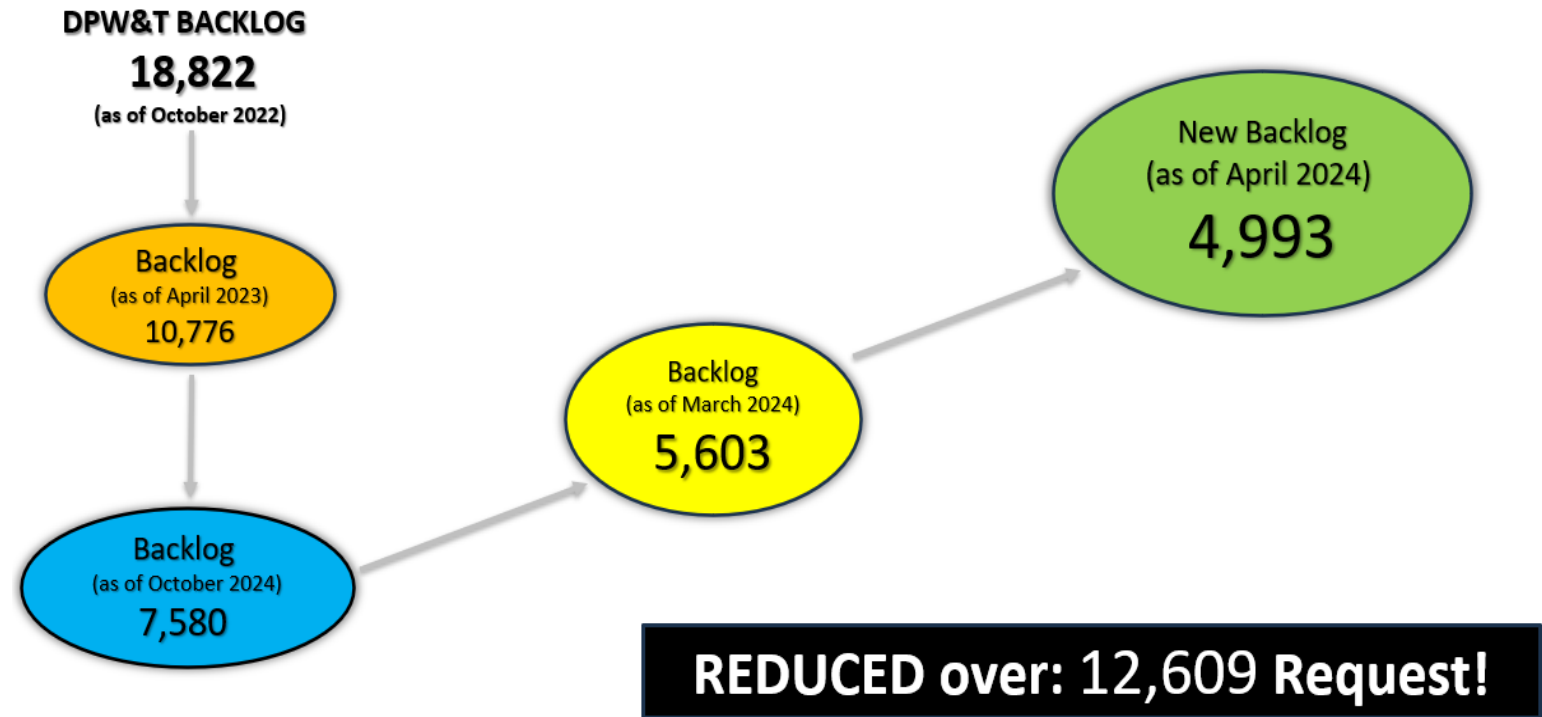 DPW&T BACKLOG
18,822
(as of October 2022)
Backlog
(as of April 2023)
10,776
Backlog
(as of October 2024)
7,580
Backlog
(as of March 2024)
5,603
New Backlog
(as of April 2024)
4,993
REDUCED over: 12,609 Request!